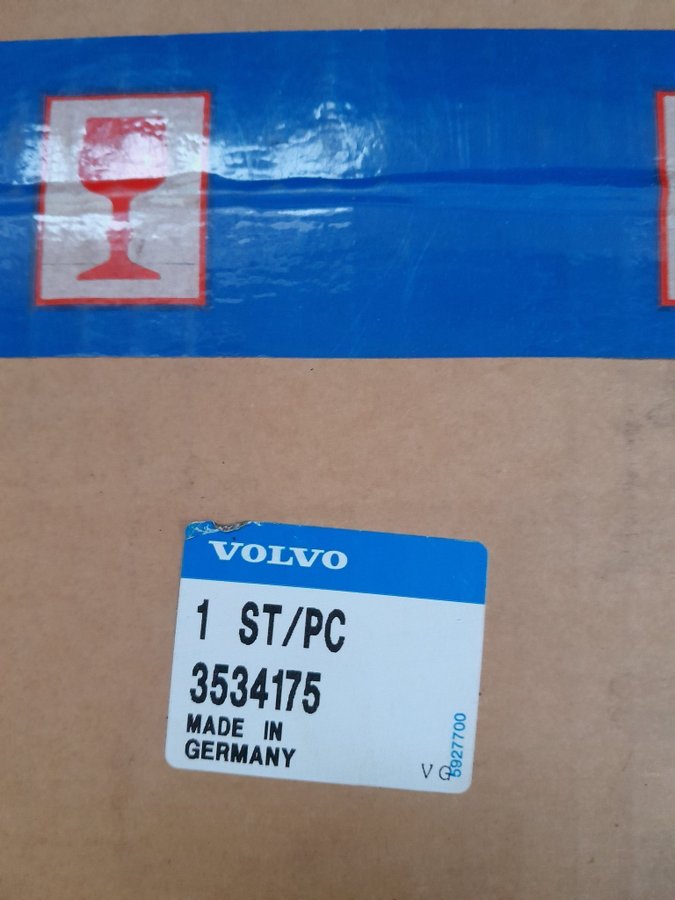 VOLVO
1 ST/PC
3534175
MADE IN
GERMANY
VG
5927700